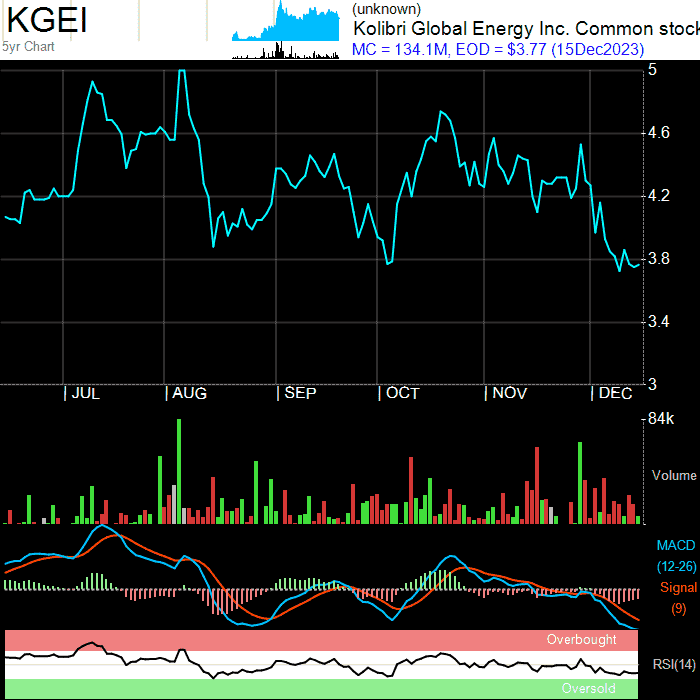 KGEI
5yr Chart
(unknown)
Kolibri Global Energy Inc. Common stoc
MC = 134.1M, EOD = $3.77 (15Dec2023)
5
4.6
4.2
3.8
3.4
3
JUL AUG SEP OCT NOV DEC
84k
Volume
MACD
(12-26)
Signal
(9)
Overbought
RSI(14)
Oversold